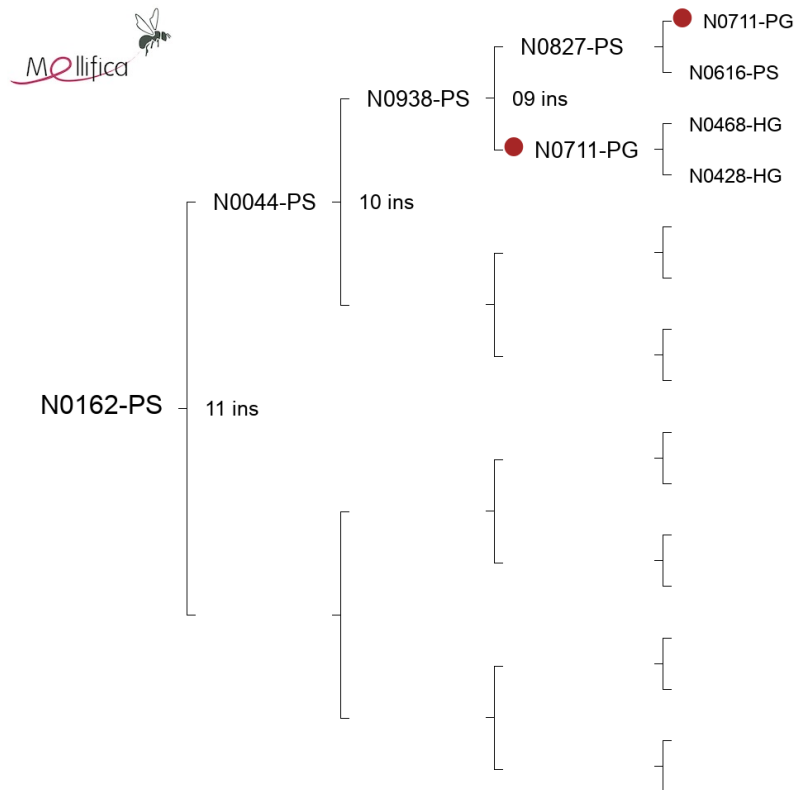 Mellifica
N0711-PG
N0827-PS
N0616-PS
N0938-PS
09 ins
N0468-HG
N0711-PG
N0428-HG
N0044-PS
10 ins
N0162-PS
11 ins